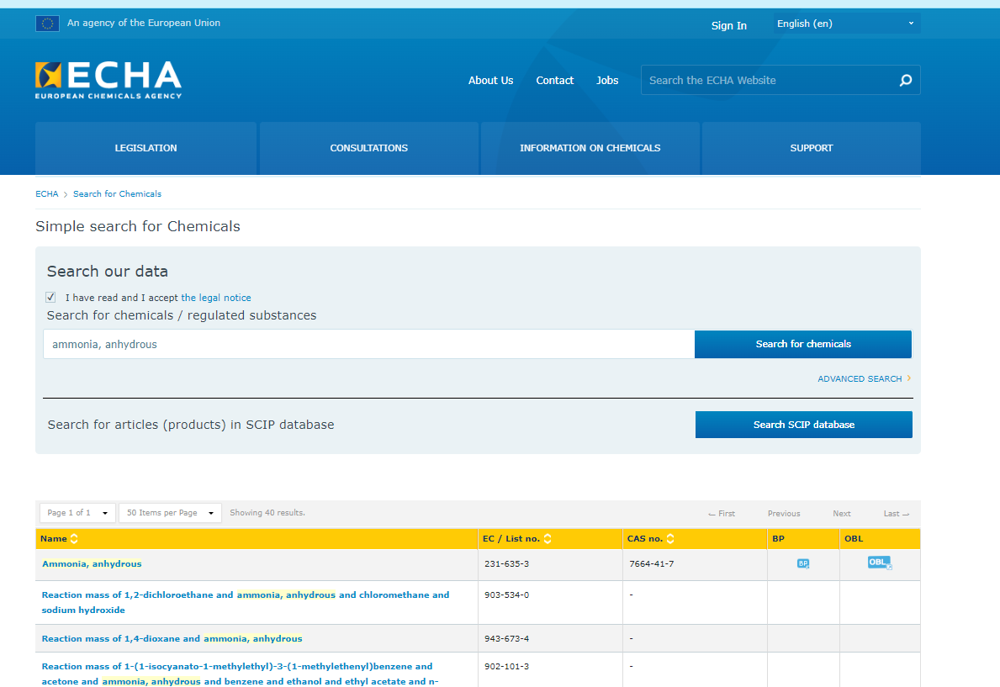 An agency of the European Union
Sign In
English (en)
ECHA
EUROPEAN CHEMICALS AGENCY
About Us
Contact
Jobs
Search the ECHA Website
LEGISLATION
CONSULTATIONS
INFORMATION ON CHEMICALS
SUPPORT
ECHA > Search for Chemicals
Simple search for Chemicals
Search our data
I have read and I accept the legal notice
Search for chemicals / regulated substances
ammonia, anhydrous
Search for chemicals
ADVANCED SEARCH >
Search for articles (products) in SCIP database
Search SCIP database
Page 1 of 1
50 Items per Page
Showing 40 results.
← First
Previous
Next
Last →
Name
EC / List no.
CAS no.
BP
OBL
Ammonia, anhydrous
231-635-3
7664-41-7
BP
OBL
Reaction mass of 1,2-dichloroethane and ammonia, anhydrous and chloromethane and
sodium hydroxide
903-534-0
-
Reaction mass of 1,4-dioxane and ammonia, anhydrous
943-673-4
-
Reaction mass of 1-(1-isocyanato-1-methylethyl)-3-(1-methylethenyl)benzene and
acetone and ammonia, anhydrous and benzene and ethanol and ethyl acetate and n-
902-101-3
-